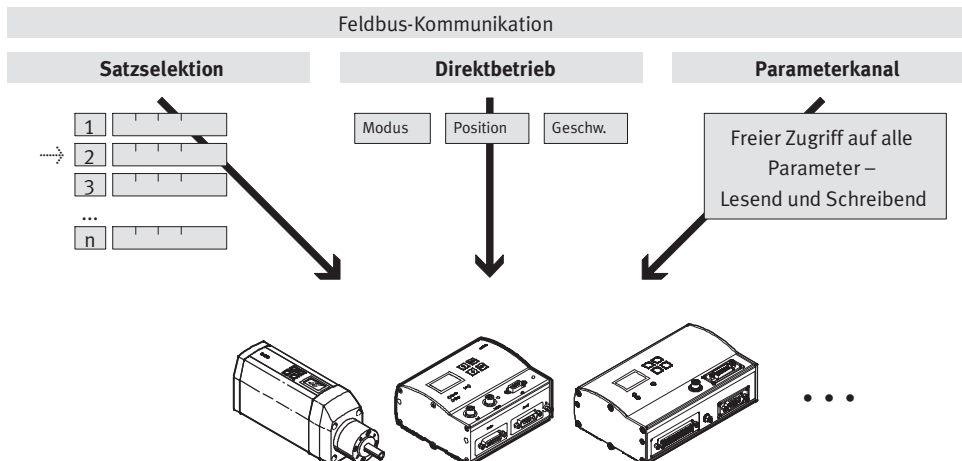 Feldbus-Kommunikation
Satzselektion
Direktbetrieb
Parameterkanal
1
2
3
...
n
Modus
Position
Geschw.
Freier Zugriff auf alle
Parameter –
Lesend und Schreibend
• • •